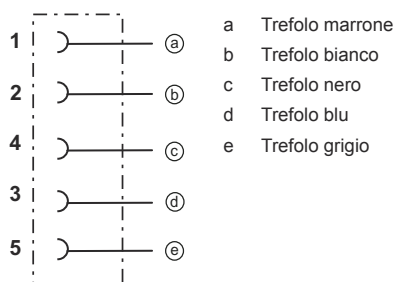 1 ⓐ
2 ⓑ
4 ⓒ
3 ⓓ
5 ⓔ
a Trefolo marrone
b Trefolo bianco
c Trefolo nero
d Trefolo blu
e Trefolo grigio